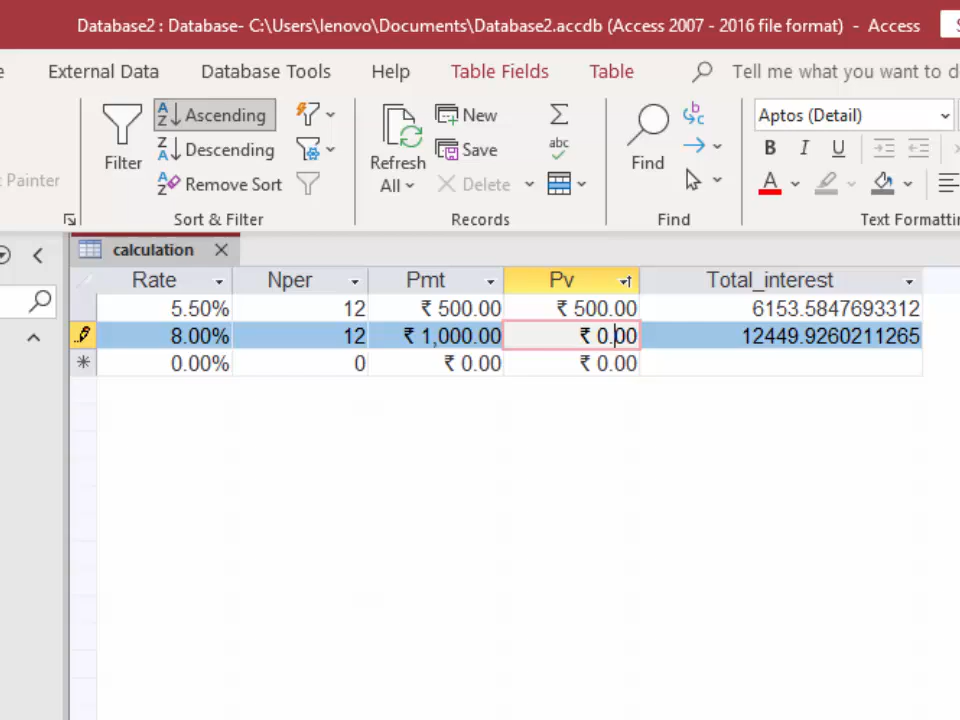 Database2 : Database- C:\Users\lenovo\Documents\Database2.accdb (Access 2007 - 2016 file format) - Access
External Data Database Tools Help Table Fields Table Tell me what you want to d
Painter
Filter
Ascending
Descending
Remove Sort
Sort & Filter
Refresh
All
New
Save
Delete
Records
Find
Find
Aptos (Detail)
B I U
A
Text Formattin
calculation
Rate Nper Pmt Pv Total_interest
5.50% 12 ₹ 500.00 ₹ 500.00 6153.5847693312
8.00% 12 ₹ 1,000.00 ₹ 0.00 12449.9260211265
0.00% 0 ₹ 0.00 ₹ 0.00